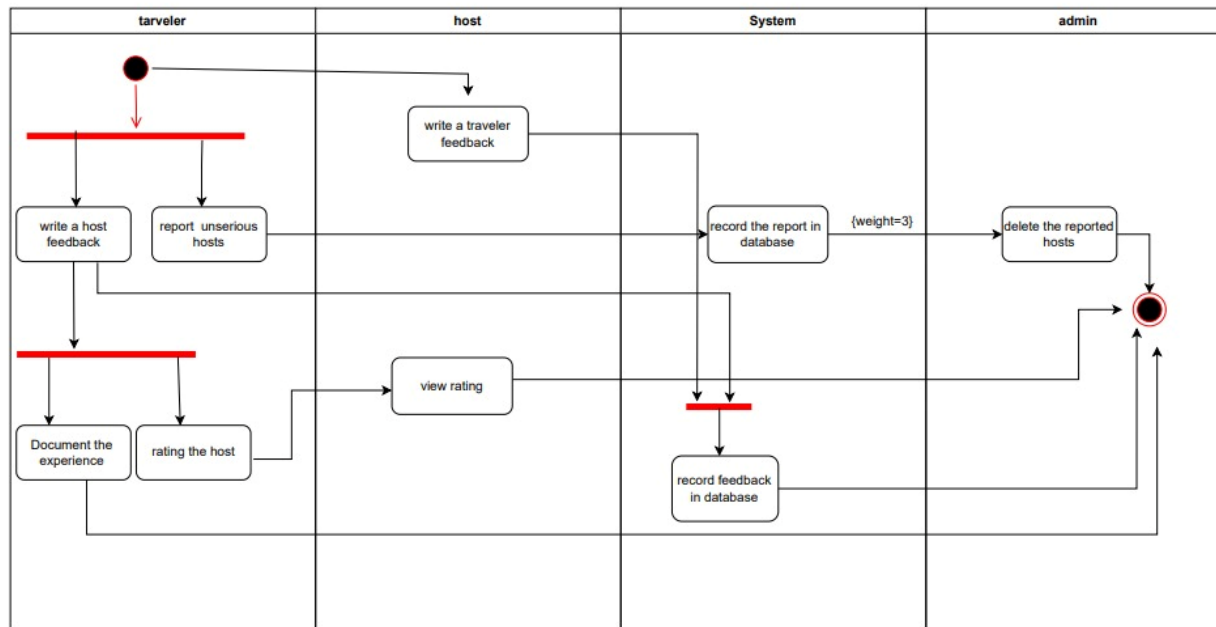 tarveler
host
System
admin
write a traveler
feedback
write a host
feedback
report  unserious
hosts
record the report in
database
{weight=3}
delete the reported
hosts
view rating
Document the
experience
rating the host
record feedback
in database